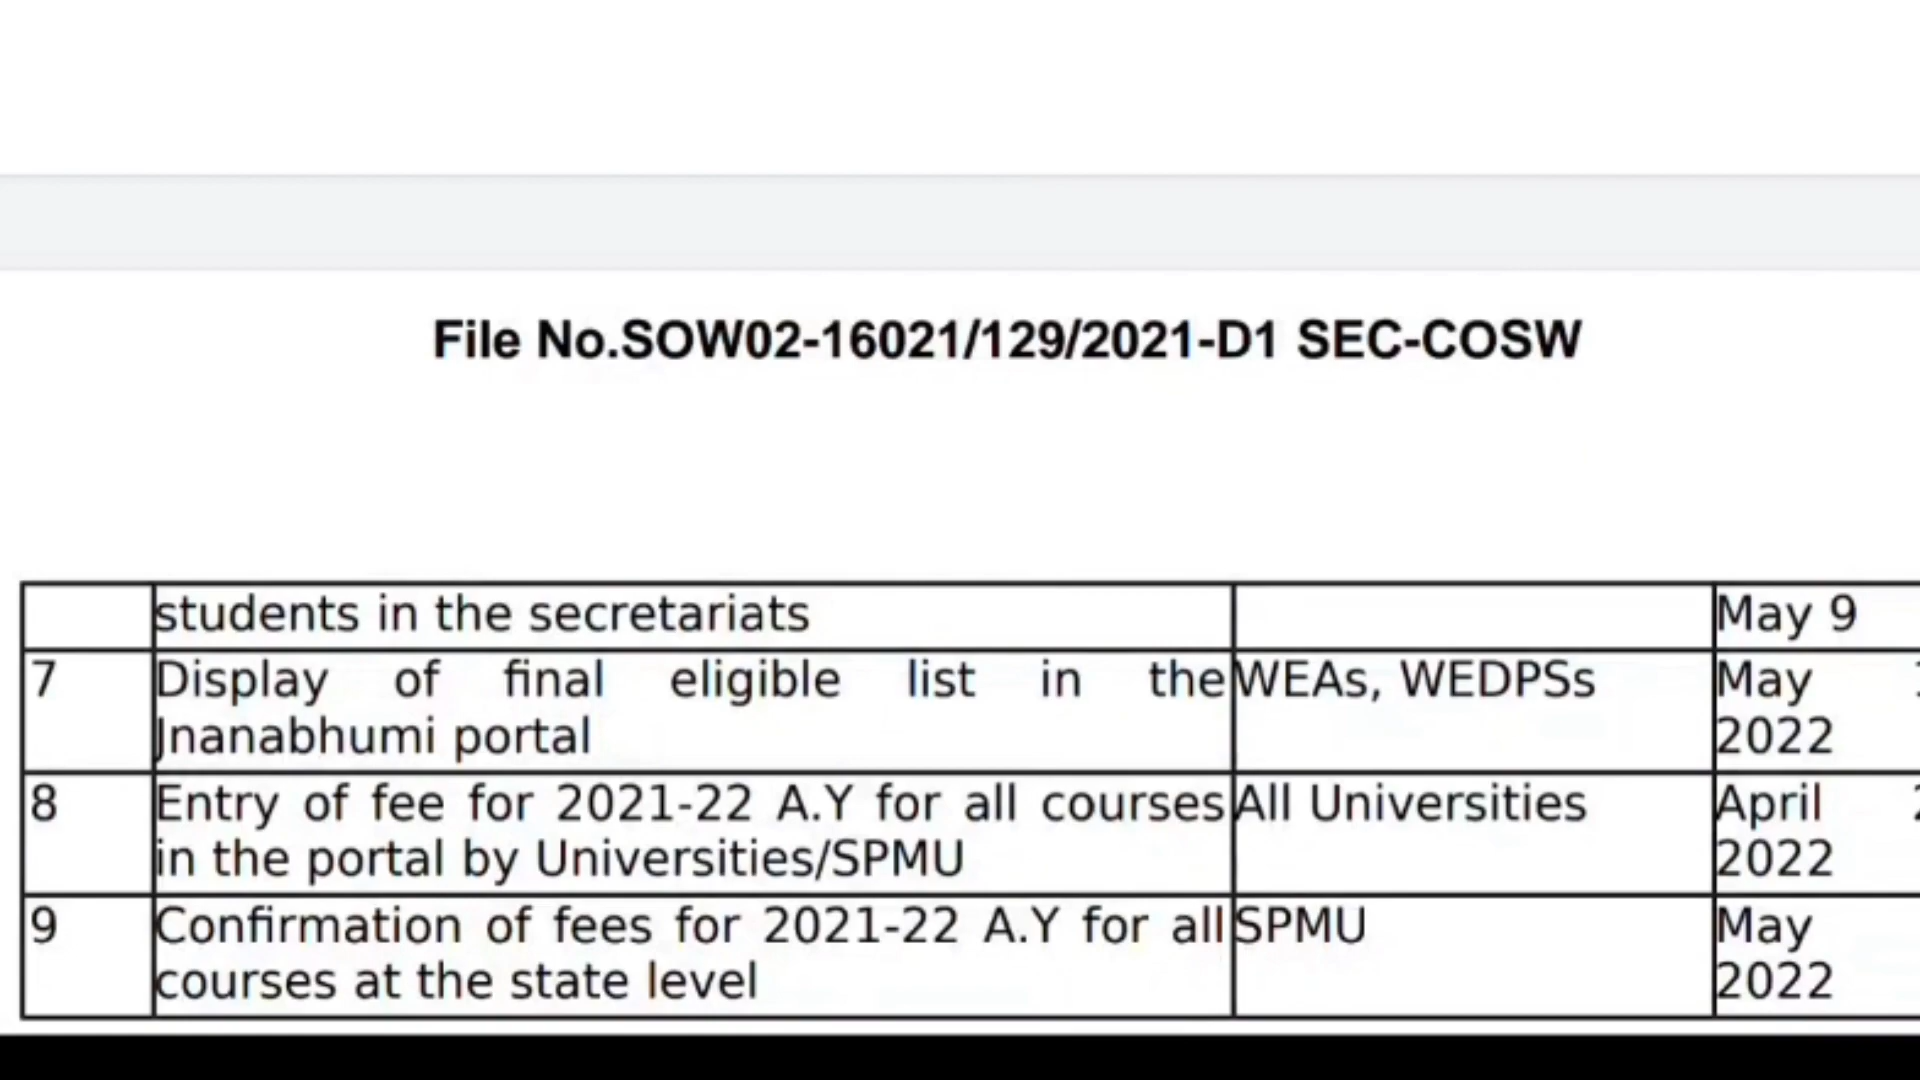 File No.SOW02-16021/129/2021-D1 SEC-COSW
students in the secretariats May 9
7 Display of final eligible list in the WEAs, WEDPSs May
Jnanabhumi portal 2022
8 Entry of fee for 2021-22 A.Y for all courses All Universities April
in the portal by Universities/SPMU 2022
9 Confirmation of fees for 2021-22 A.Y for all SPMU May
courses at the state level 2022